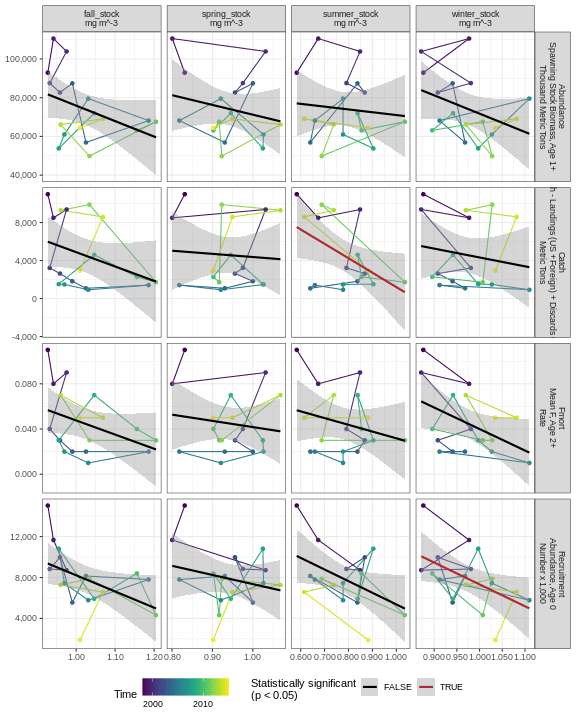 fall_stock
mg m^-3
spring_stock
mg m^-3
summer_stock
mg m^-3
winter_stock
mg m^-3
100,000
80,000
60,000
40,000
Abundance
Spawning Stock Biomass, Age 1+
Thousand Metric Tons
8,000
4,000
0
-4,000
Catch
h - Landings (US + Foreign) + Discards
Metric Tons
0.080
0.040
0.000
Fmort
Mean F, Age 2+
Rate
12,000
8,000
4,000
Recruitment
Abundance, Age 0
Number x 1,000
1.00 1.10 1.20
0.80 0.90 1.00
0.600 0.700 0.800 0.900 1.000
0.900 0.950 1.000 1.050 1.100
Time
2000 2010
Statistically significant
(p < 0.05)
FALSE
TRUE